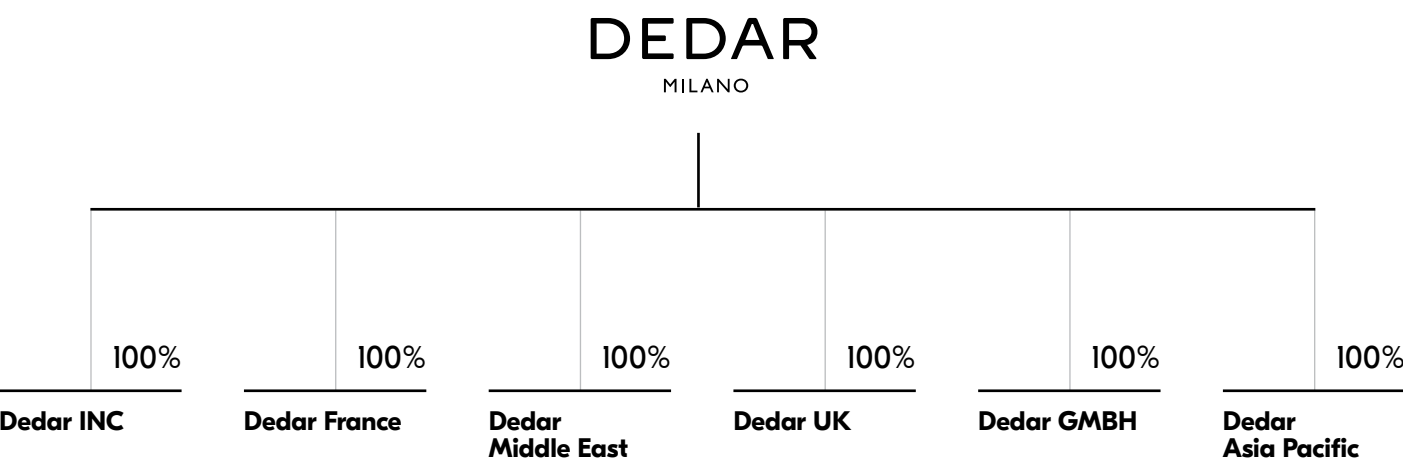 DEDAR
MILANO
100%
100%
100%
100%
100%
100%
Dedar INC
Dedar France
Dedar
Middle East
Dedar UK
Dedar GMBH
Dedar
Asia Pacific